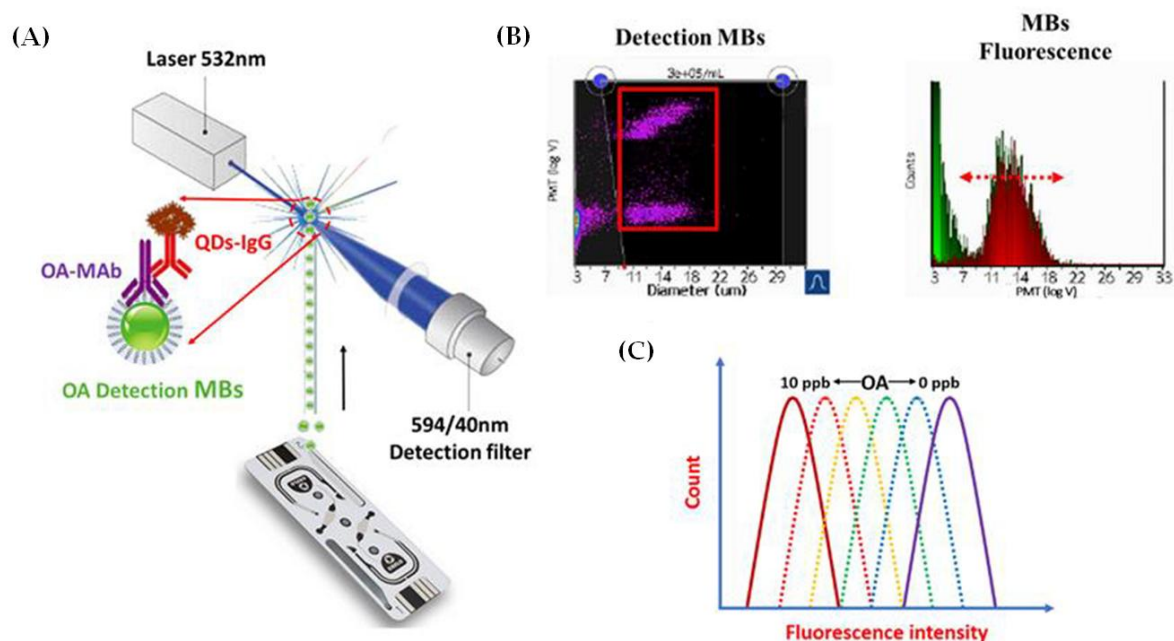 (A)
Laser 532nm
QDs-IgG
OA-MAb
OA Detection MBs
594/40nm
Detection filter
(B)
Detection MBs
3e+05/mL
PMT (log V)
3 7 11 14 18 22 26 29
Diameter (um)
MBs
Fluorescence
Counts
3 7 11 14 18 22 26 29 33
PMT (log V)
(C)
10 ppb OA 0 ppb
Count
Fluorescence intensity